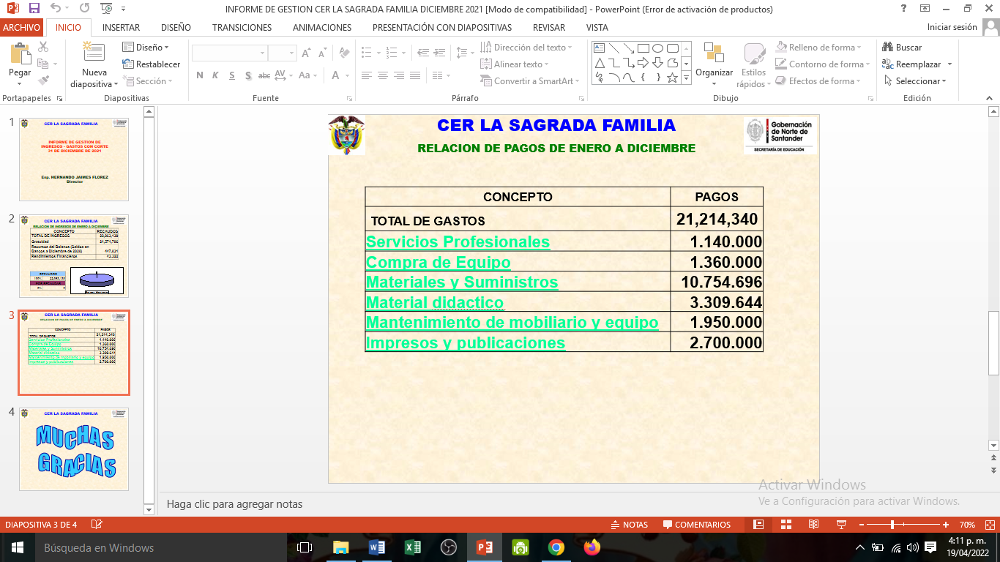 INFORME DE GESTION CER LA SAGRADA FAMILIA DICIEMBRE 2021 [Modo de compatibilidad] - PowerPoint (Error de activación de productos)
ARCHIVO INICIO INSERTAR DISEÑO TRANSICIONES ANIMACIONES PRESENTACIÓN CON DIAPOSITIVAS REVISAR VISTA Iniciar sesión
Pegar
Nueva diapositiva
Diseño
Restablecer
Sección
N K S S abc AV Aa A
Dirección del texto
Alinear texto
Convertir a SmartArt
Organizar
Estilos rápidos
Relleno de forma
Contorno de forma
Efectos de forma
Buscar
Reemplazar
Seleccionar
Portapapeles Diapositivas Fuente Párrafo Dibujo Edición
1
CER LA SAGRADA FAMILIA
INFORME DE GESTION DE
INGRESOS - GASTOS CON CORTE
31 DE DICIEMBRE DE 2021
Esp. HERNANDO JAIMES FLOREZ
Director
2
CER LA SAGRADA FAMILIA
RELACION DE INGRESOS DE ENERO A DICIEMBRE
CONCEPTO RECAUDOS
TOTAL DE INGRESOS
Gratuidad 21,571,786
Recursos del Balance (Saldos en
Bancos a Diciembre de 2020)
Rendimientos Financieros
3
CER LA SAGRADA FAMILIA
RELACION DE PAGOS DE ENERO A DICIEMBRE
CONCEPTO PAGOS
TOTAL DE GASTOS 21,214,340
Servicios Profesionales 1.140.000
Compra de Equipo 1.360.000
Materiales y Suministros 10.754.696
Material didactico 3.309.644
Mantenimiento de mobiliario y equipo 1.950.000
Impresos y publicaciones 2.700.000
4
CER LA SAGRADA FAMILIA
MUCHAS
GRACIAS
CER LA SAGRADA FAMILIA
RELACION DE PAGOS DE ENERO A DICIEMBRE
Gobernación
de Norte de
Santander
SECRETARÍA DE EDUCACIÓN
CONCEPTO PAGOS
TOTAL DE GASTOS 21,214,340
Servicios Profesionales 1.140.000
Compra de Equipo 1.360.000
Materiales y Suministros 10.754.696
Material didactico 3.309.644
Mantenimiento de mobiliario y equipo 1.950.000
Impresos y publicaciones 2.700.000
Activar Windows
Ve a Configuración para activar Windows.
Haga clic para agregar notas
DIAPOSITIVA 3 DE 4 NOTAS COMENTARIOS 70%
Búsqueda en Windows
4:11 p. m.
19/04/2022